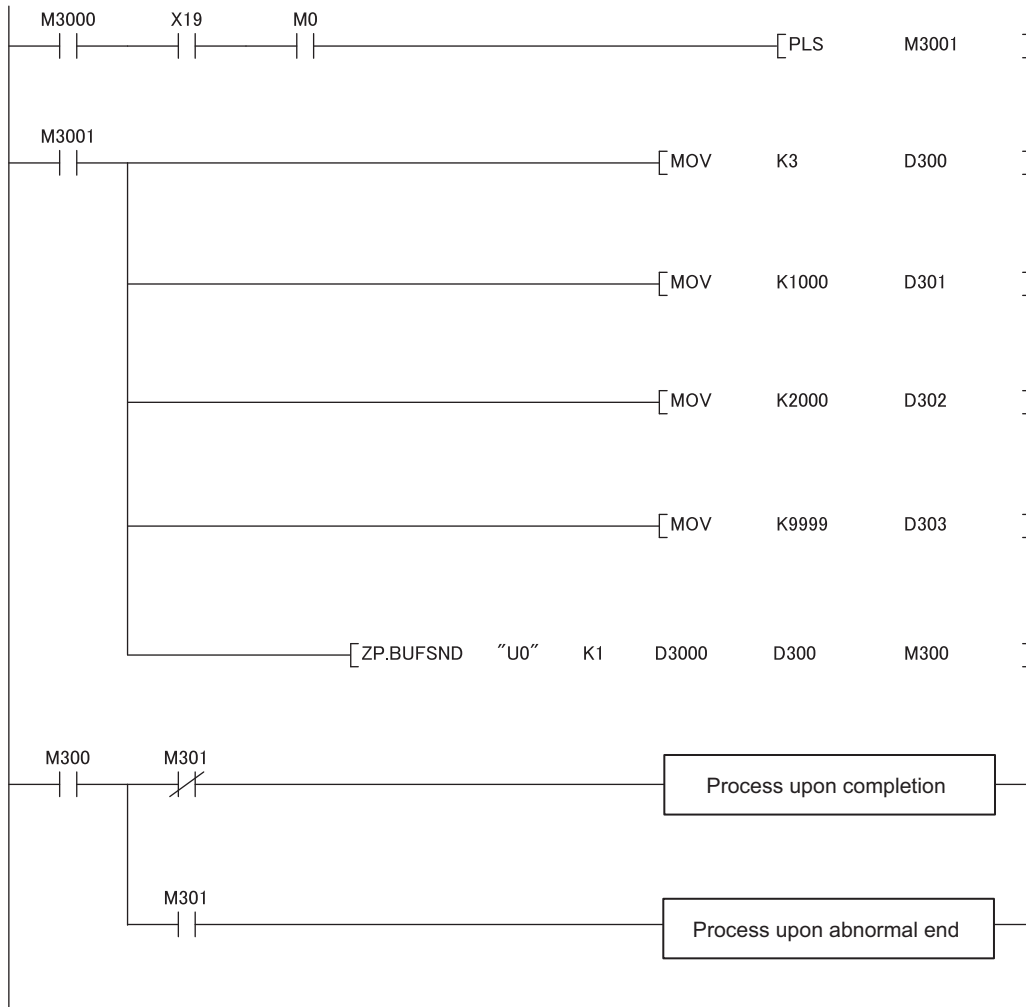 M3000 X19 M0
PLS M3001
M3001
MOV K3 D300
MOV K1000 D301
MOV K2000 D302
MOV K9999 D303
ZP.BUFSND "U0" K1 D3000 D300 M300
M300 M301
Process upon completion
M301
Process upon abnormal end